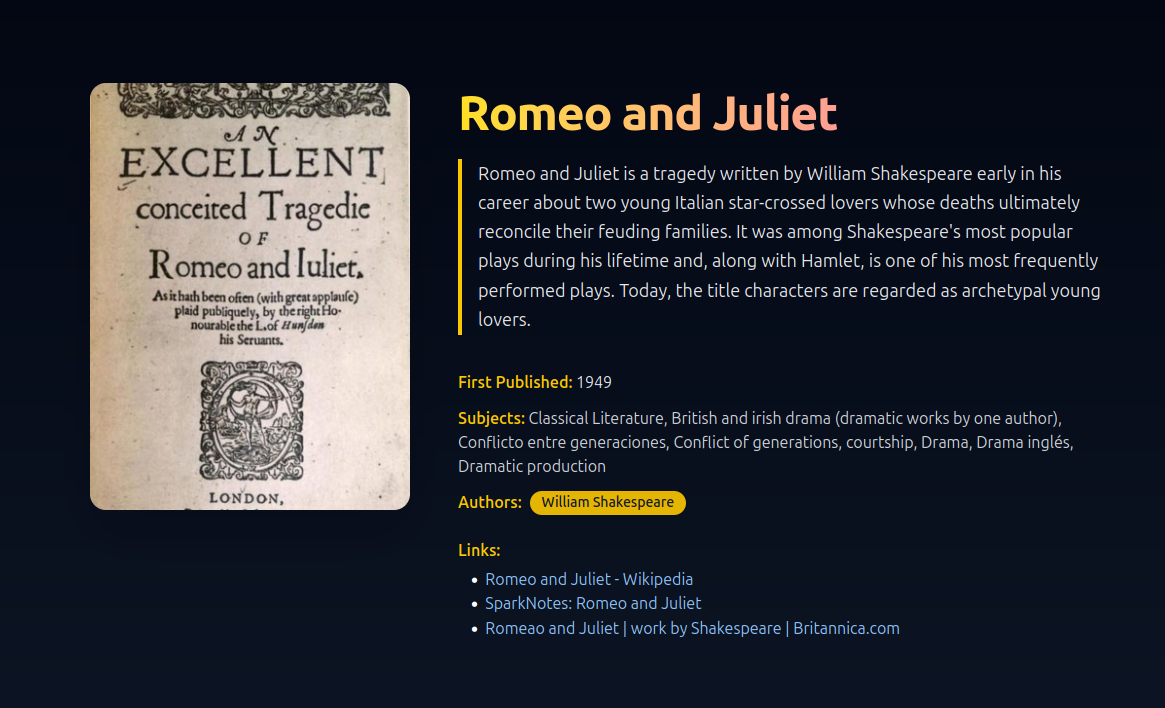 AN
EXCELLENT
conceited Tragedie
OF
Romeo and Iuliet.
As it hath been often (with great applauſe)
plaid publiquely, by the right Ho-
nourable the L. of Hunſdon
his Seruants.
LONDON,
Romeo and Juliet
Romeo and Juliet is a tragedy written by William Shakespeare early in his
career about two young Italian star-crossed lovers whose deaths ultimately
reconcile their feuding families. It was among Shakespeare's most popular
plays during his lifetime and, along with Hamlet, is one of his most frequently
performed plays. Today, the title characters are regarded as archetypal young
lovers.
First Published: 1949
Subjects: Classical Literature, British and irish drama (dramatic works by one author),
Conflicto entre generaciones, Conflict of generations, courtship, Drama, Drama inglés,
Dramatic production
Authors: William Shakespeare
Links:
Romeo and Juliet - Wikipedia
SparkNotes: Romeo and Juliet
Romeao and Juliet | work by Shakespeare | Britannica.com